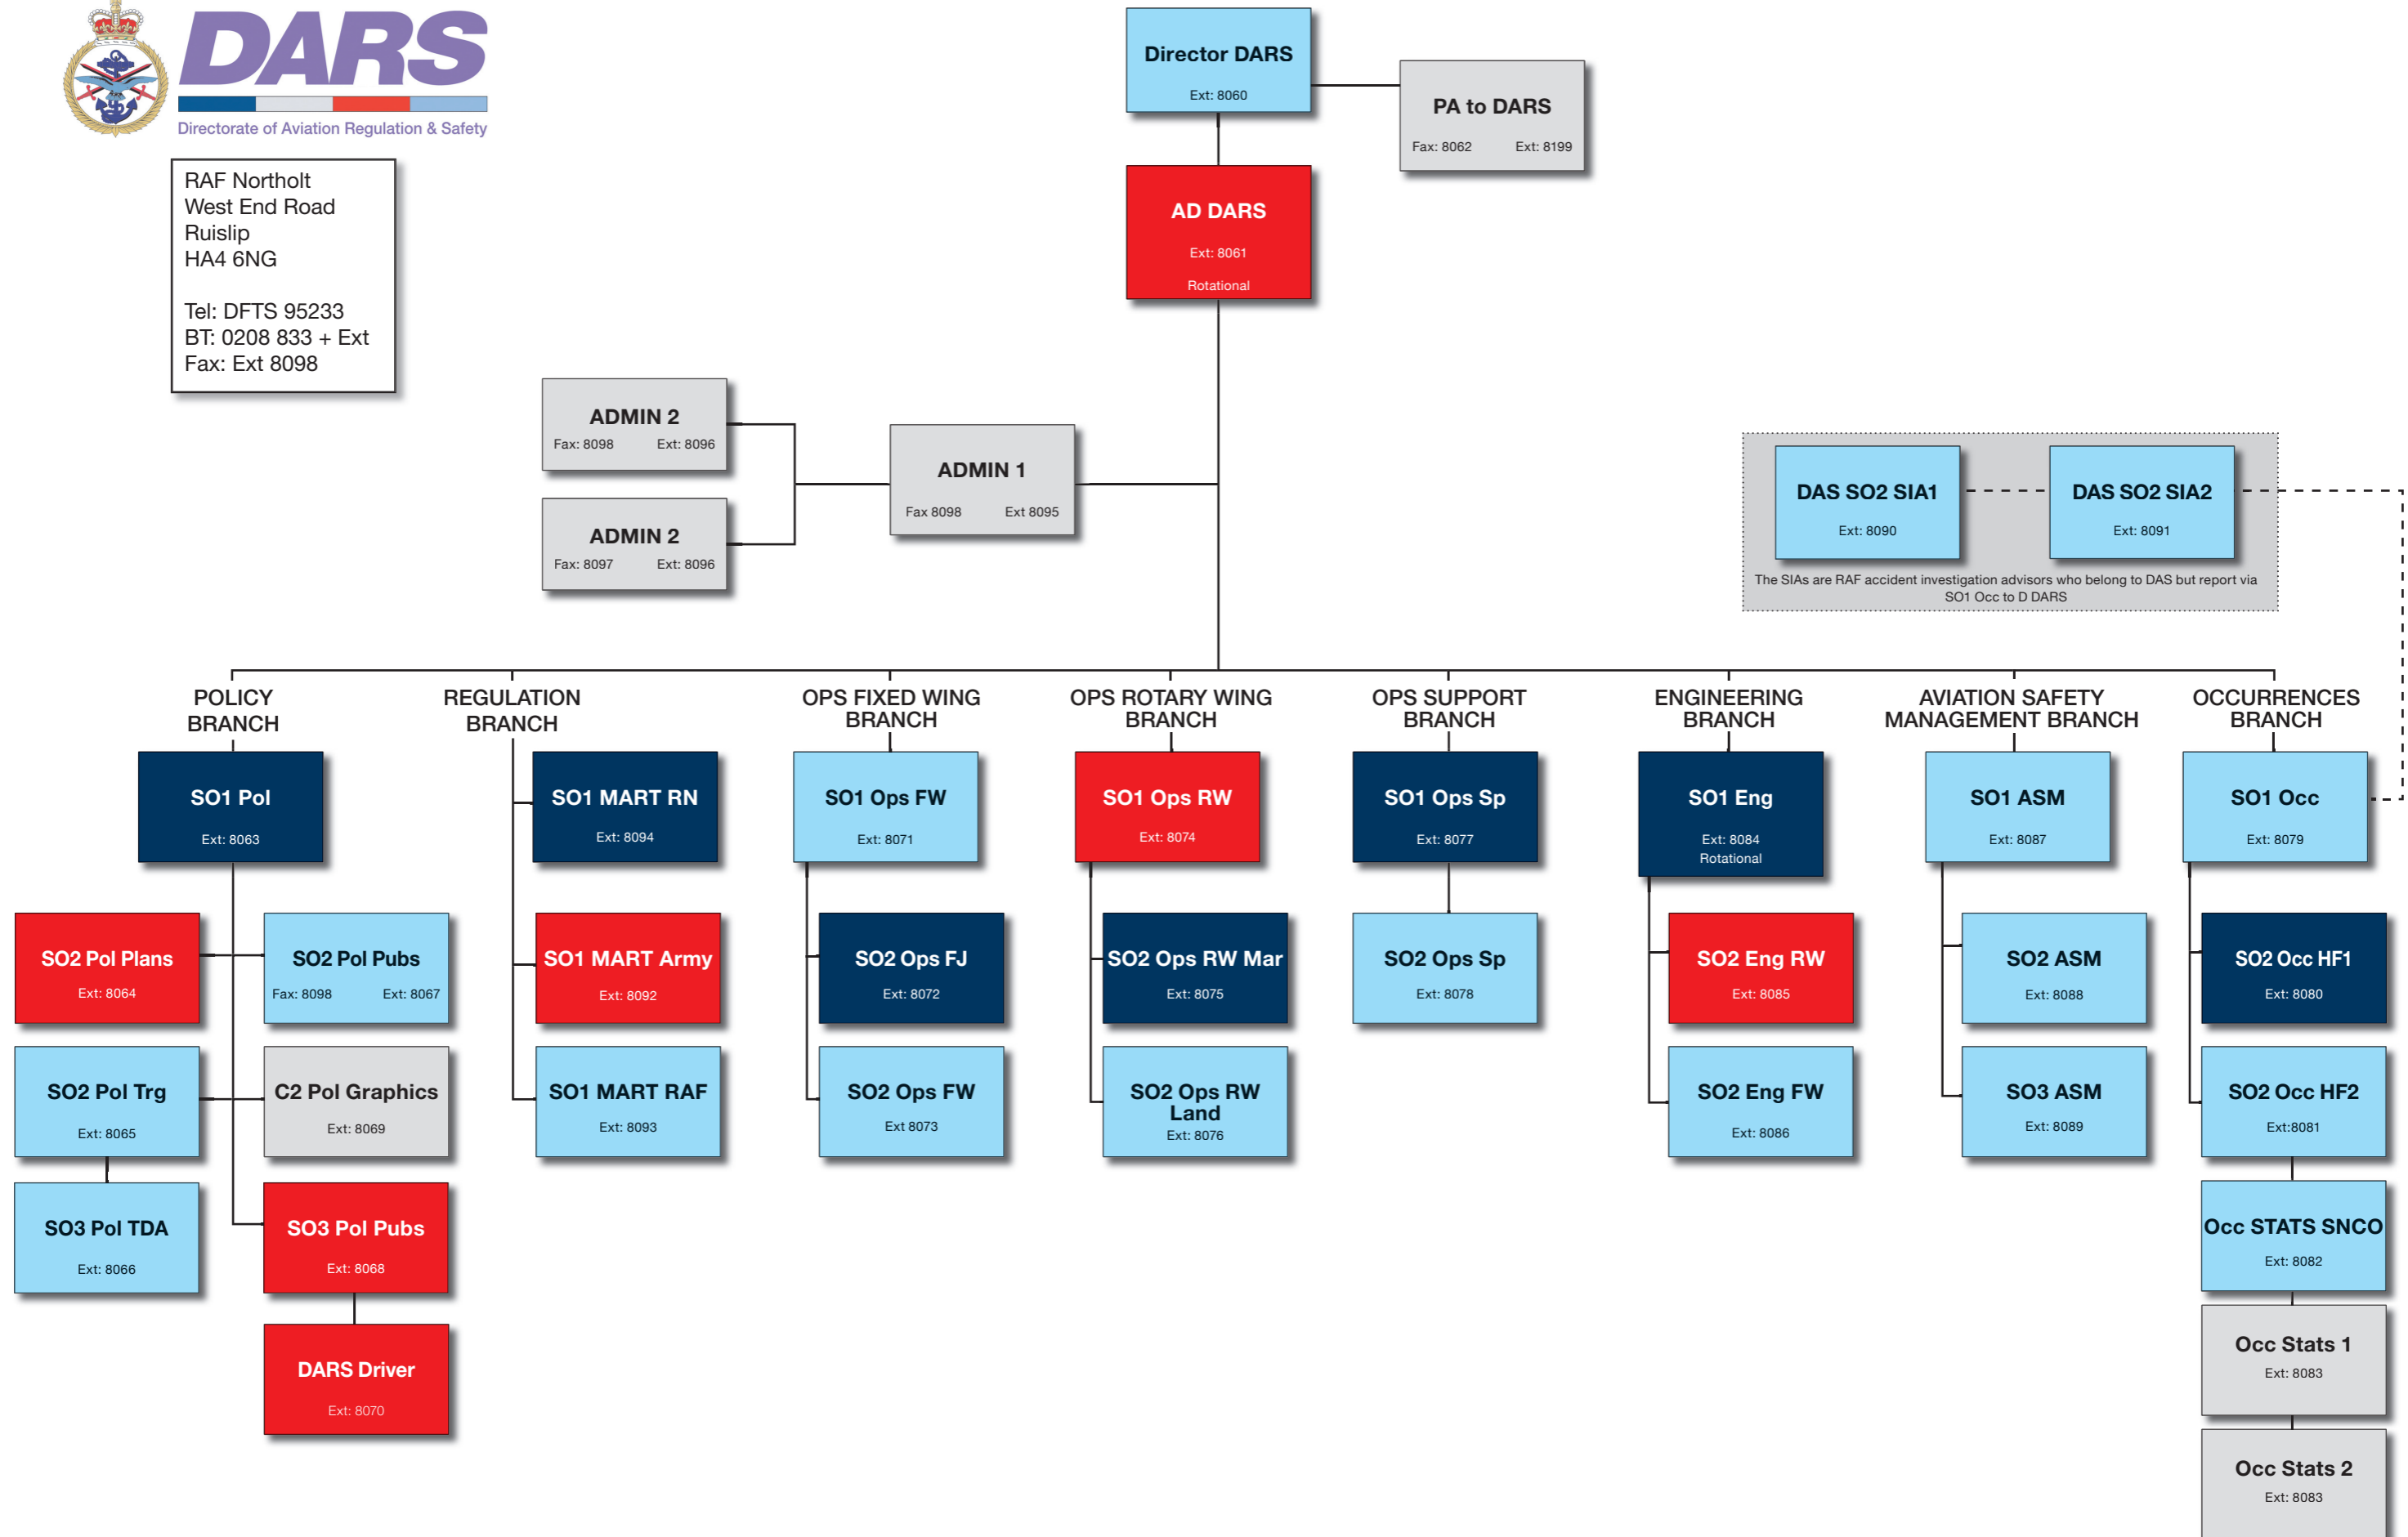 DARS
Directorate of Aviation Regulation & Safety
RAF Northolt
West End Road
Ruislip
HA4 6NG
Tel: DFTS 95233
BT: 0208 833 + Ext
Fax: Ext 8098
Director DARS
Ext: 8060
PA to DARS
Fax: 8062 Ext: 8199
AD DARS
Ext: 8061
Rotational
ADMIN 2
Fax: 8098 Ext: 8096
ADMIN 2
Fax: 8097 Ext: 8096
ADMIN 1
Fax 8098 Ext 8095
DAS SO2 SIA1
Ext: 8090
DAS SO2 SIA2
Ext: 8091
The SIAs are RAF accident investigation advisors who belong to DAS but report via
SO1 Occ to D DARS
POLICY
BRANCH
SO1 Pol
Ext: 8063
SO2 Pol Plans
Ext: 8064
SO2 Pol Pubs
Fax: 8098 Ext: 8067
SO2 Pol Trg
Ext: 8065
C2 Pol Graphics
Ext: 8069
SO3 Pol TDA
Ext: 8066
SO3 Pol Pubs
Ext: 8068
DARS Driver
Ext: 8070
REGULATION
BRANCH
SO1 MART RN
Ext: 8094
SO1 MART Army
Ext: 8092
SO1 MART RAF
Ext: 8093
OPS FIXED WING
BRANCH
SO1 Ops FW
Ext: 8071
SO2 Ops FJ
Ext: 8072
SO2 Ops FW
Ext 8073
OPS ROTARY WING
BRANCH
SO1 Ops RW
Ext: 8074
SO2 Ops RW Mar
Ext: 8075
SO2 Ops RW
Land
Ext: 8076
OPS SUPPORT
BRANCH
SO1 Ops Sp
Ext: 8077
SO2 Ops Sp
Ext: 8078
ENGINEERING
BRANCH
SO1 Eng
Ext: 8084
Rotational
SO2 Eng RW
Ext: 8085
SO2 Eng FW
Ext: 8086
AVIATION SAFETY
MANAGEMENT BRANCH
SO1 ASM
Ext: 8087
SO2 ASM
Ext: 8088
SO3 ASM
Ext: 8089
OCCURRENCES
BRANCH
SO1 Occ
Ext: 8079
SO2 Occ HF1
Ext: 8080
SO2 Occ HF2
Ext:8081
Occ STATS SNCO
Ext: 8082
Occ Stats 1
Ext: 8083
Occ Stats 2
Ext: 8083